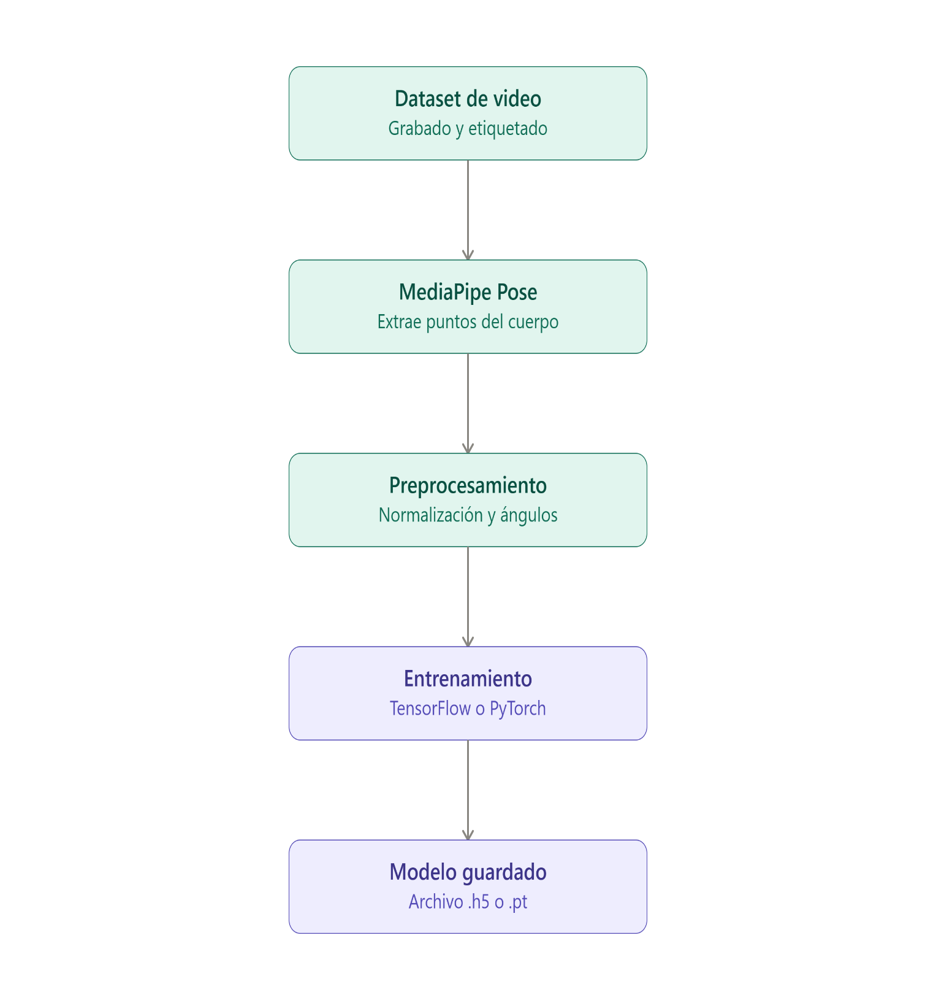 Dataset de video
Grabado y etiquetado
MediaPipe Pose
Extrae puntos del cuerpo
Preprocesamiento
Normalización y ángulos
Entrenamiento
TensorFlow o PyTorch
Modelo guardado
Archivo .h5 o .pt